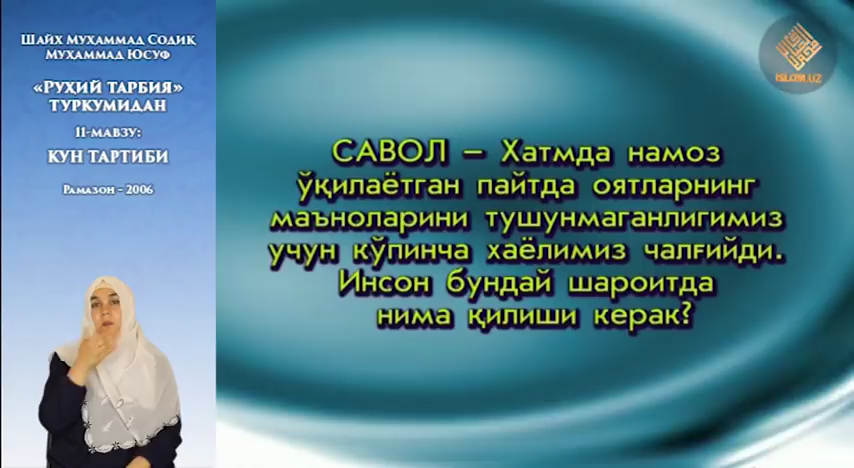 Шайх Муҳаммад Содиқ
Муҳаммад Юсуф
«Руҳий тарбия»
туркумидан
11-мавзу:
Кун тартиби
Рамазон - 2006
ISLOM.UZ
САВОЛ – Хатмда намоз
ўқилаётган пайтда оятларнинг
маъноларини тушунмаганлигимиз
учун кўпинча хаёлимиз чалғийди.
Инсон бундай шароитда
нима қилиши керак?